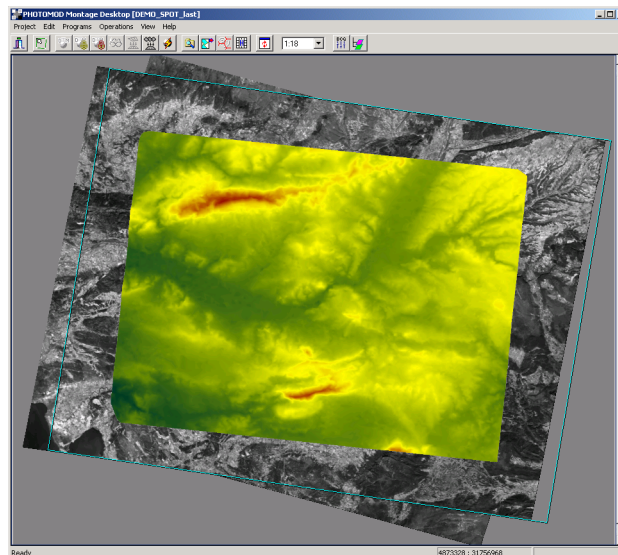 PHOTOMOD Montage Desktop [DEMO_SPOT_last]
Project Edit Programs Operations View Help
1:18
Ready
4873328 : 31756968